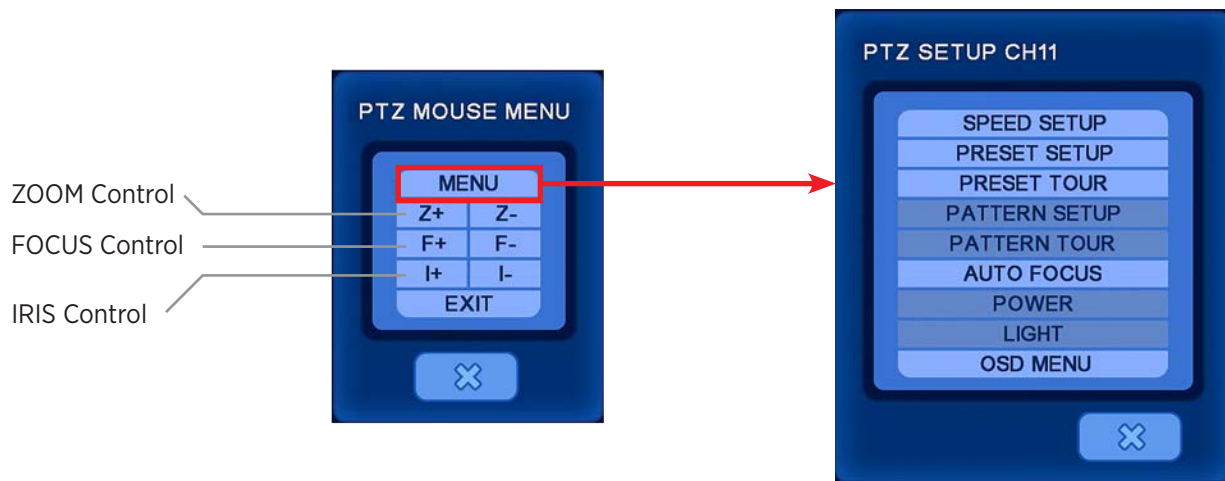 PTZ MOUSE MENU
MENU
Z+ Z-
F+ F-
I+ I-
EXIT
ZOOM Control
FOCUS Control
IRIS Control
PTZ SETUP CH11
SPEED SETUP
PRESET SETUP
PRESET TOUR
PATTERN SETUP
PATTERN TOUR
AUTO FOCUS
POWER
LIGHT
OSD MENU